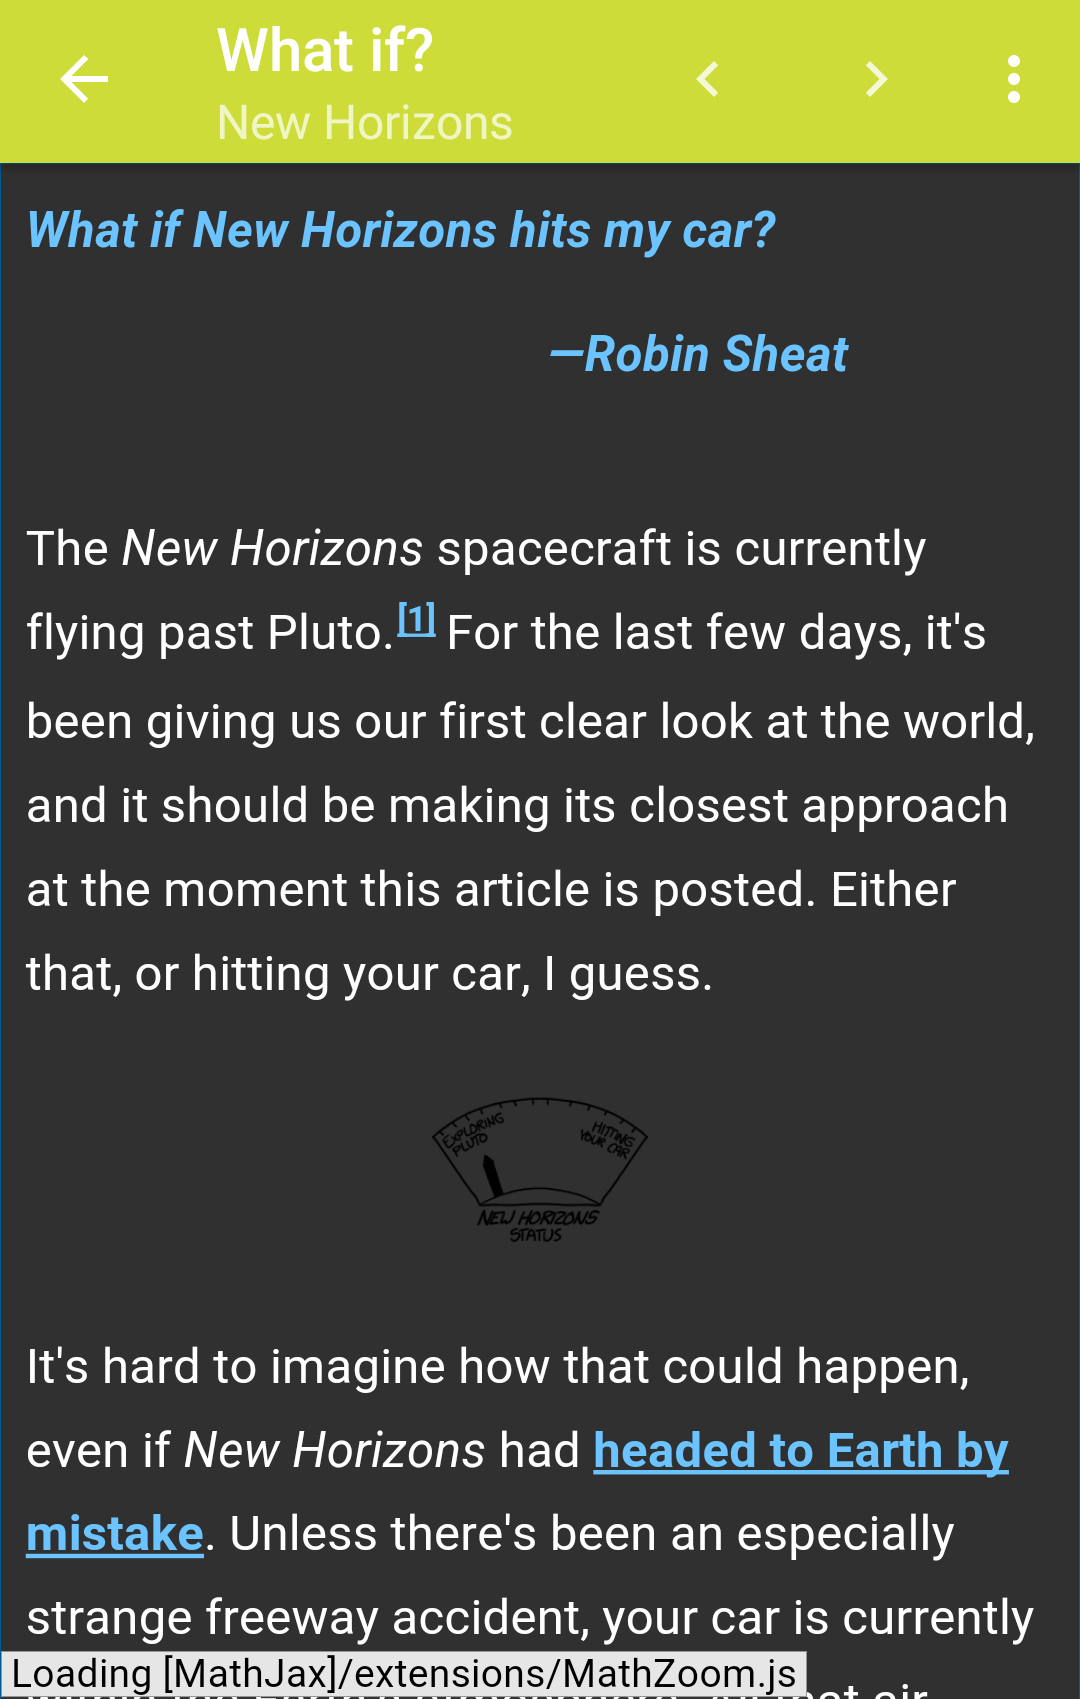 What if?
New Horizons
What if New Horizons hits my car?
—Robin Sheat
The New Horizons spacecraft is currently
flying past Pluto.[1] For the last few days, it's
been giving us our first clear look at the world,
and it should be making its closest approach
at the moment this article is posted. Either
that, or hitting your car, I guess.
EXPLORING
PLUTO
HITTING
YOUR CAR
NEW HORIZONS
STATUS
It's hard to imagine how that could happen,
even if New Horizons had headed to Earth by
mistake. Unless there's been an especially
strange freeway accident, your car is currently
Loading [MathJax]/extensions/MathZoom.js